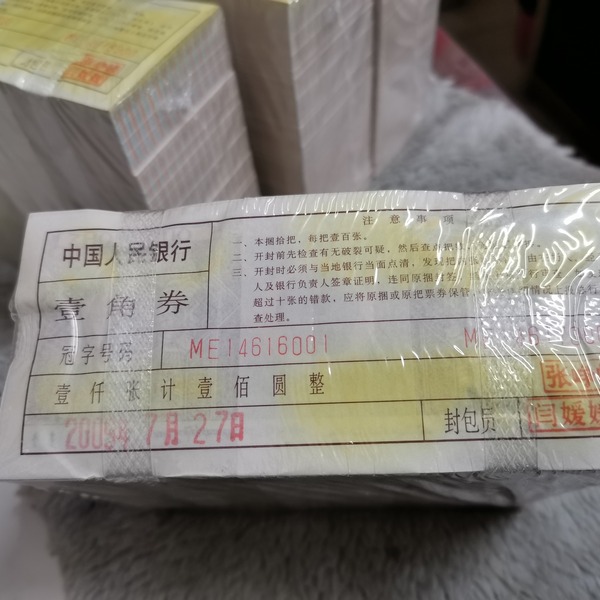 注意事项
中国人民银行
一、本捆拾把，每把壹百张。
二、开封前先检查有无破裂可疑，然后查点把
壹角券
三、开封时必须与当地银行当面点清，发现把
人及银行负责人签章证明，连同原捆
超过十张的错款，应将原捆或原把票券保管
查处理。
冠字号码
ME14616001
壹仟张计壹佰圆整
2005年7月27日
封包员
闫媛媛